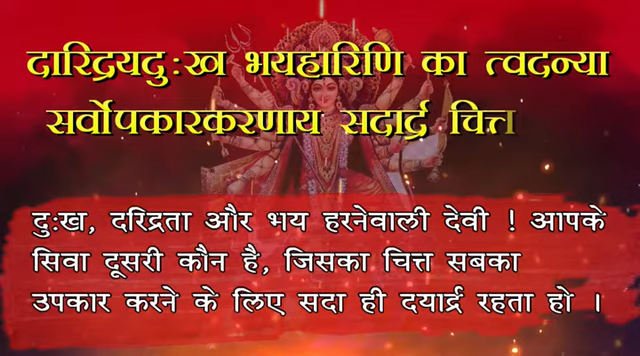 दारिद्रयदुःख भयहारिणि का त्वदन्या
सर्वोपकारकरणाय सदार्द्र चित्त
दुःख, दरिद्रता और भय हरनेवाली देवी ! आपके
सिवा दूसरी कौन है, जिसका चित्त सबका
उपकार करने के लिए सदा ही दयार्द्र रहता हो ।